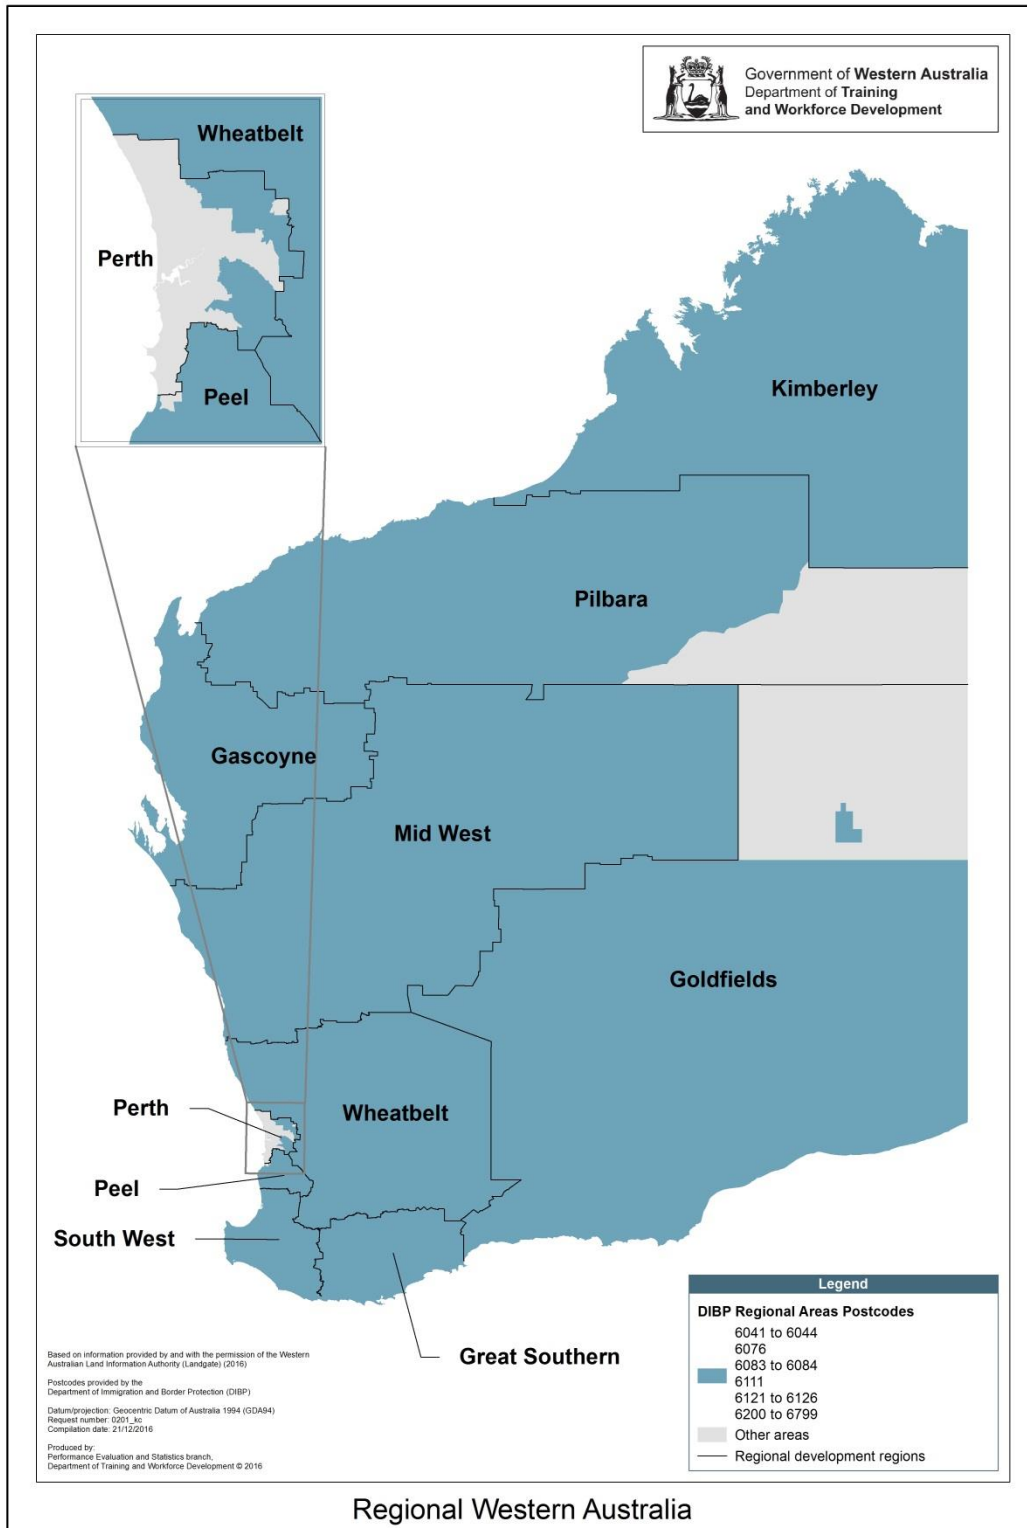 Government of Western Australia
Department of Training
and Workforce Development
Wheatbelt
Perth
Peel
Kimberley
Pilbara
Gascoyne
Mid West
Goldfields
Perth
Wheatbelt
Peel
South West
Great Southern
Legend
DIBP Regional Areas Postcodes
6041 to 6044
6076
6083 to 6084
6111
6121 to 6126
6200 to 6799
Other areas
Regional development regions
Based on information provided by and with the permission of the Western
Australian Land Information Authority (Landgate) (2016)
Postcodes provided by the
Department of Immigration and Border Protection (DIBP)
Datum/projection: Geocentric Datum of Australia 1994 (GDA94)
Request number: 0201_kc
Compilation date: 21/12/2016
Produced by:
Performance Evaluation and Statistics branch,
Department of Training and Workforce Development © 2016
Regional Western Australia